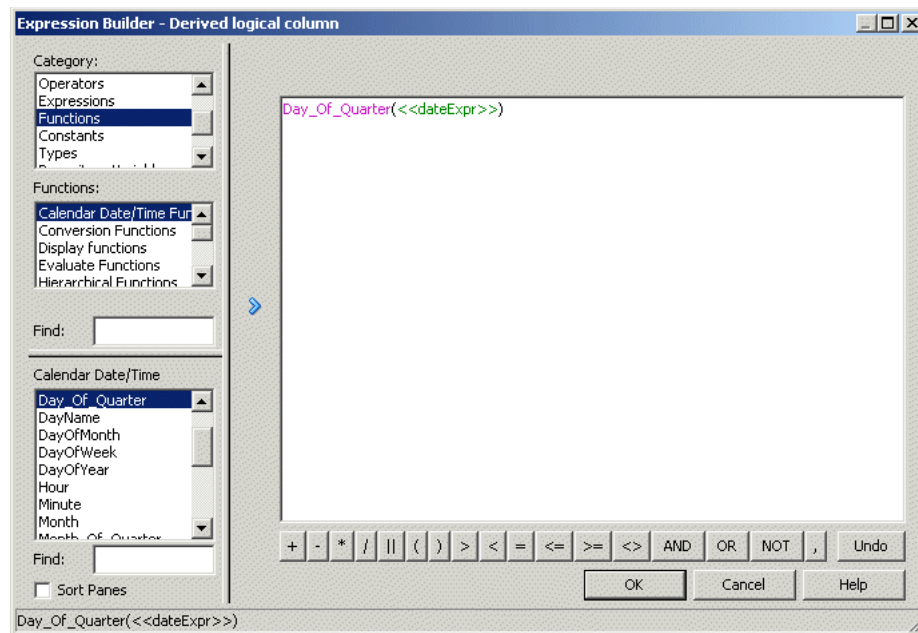 Expression Builder - Derived logical column
Category:
Operators
Expressions
Functions
Constants
Types
Functions:
Calendar Date/Time Fun
Conversion Functions
Display functions
Evaluate Functions
Hierarchical Functions
Find:
Calendar Date/Time
Day_Of_Quarter
DayName
DayOfMonth
DayOfWeek
DayOfYear
Hour
Minute
Month
Month_Of_Quarter
Find:
Sort Panes
Day_Of_Quarter(<<dateExpr>>)
+ - * / || ( ) > < = <= >= <> AND OR NOT , Undo
OK Cancel Help
Day_Of_Quarter(<<dateExpr>>)